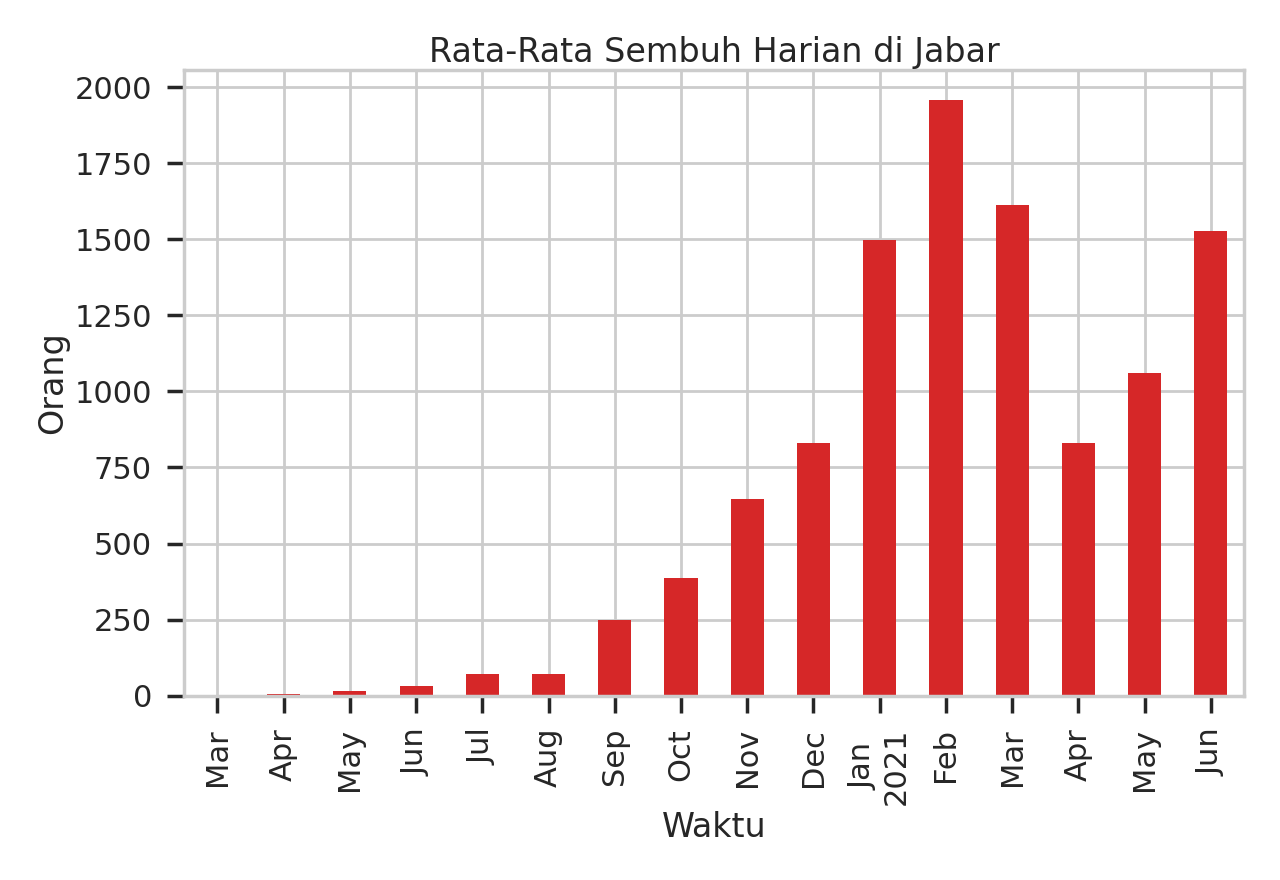 Rata-Rata Sembuh Harian di Jabar
2000
1750
1500
1250
1000
750
500
250
0
Orang
Mar
Apr
May
Jun
Jul
Aug
Sep
Oct
Nov
Dec
Jan
2021
Feb
Mar
Apr
May
Jun
Waktu